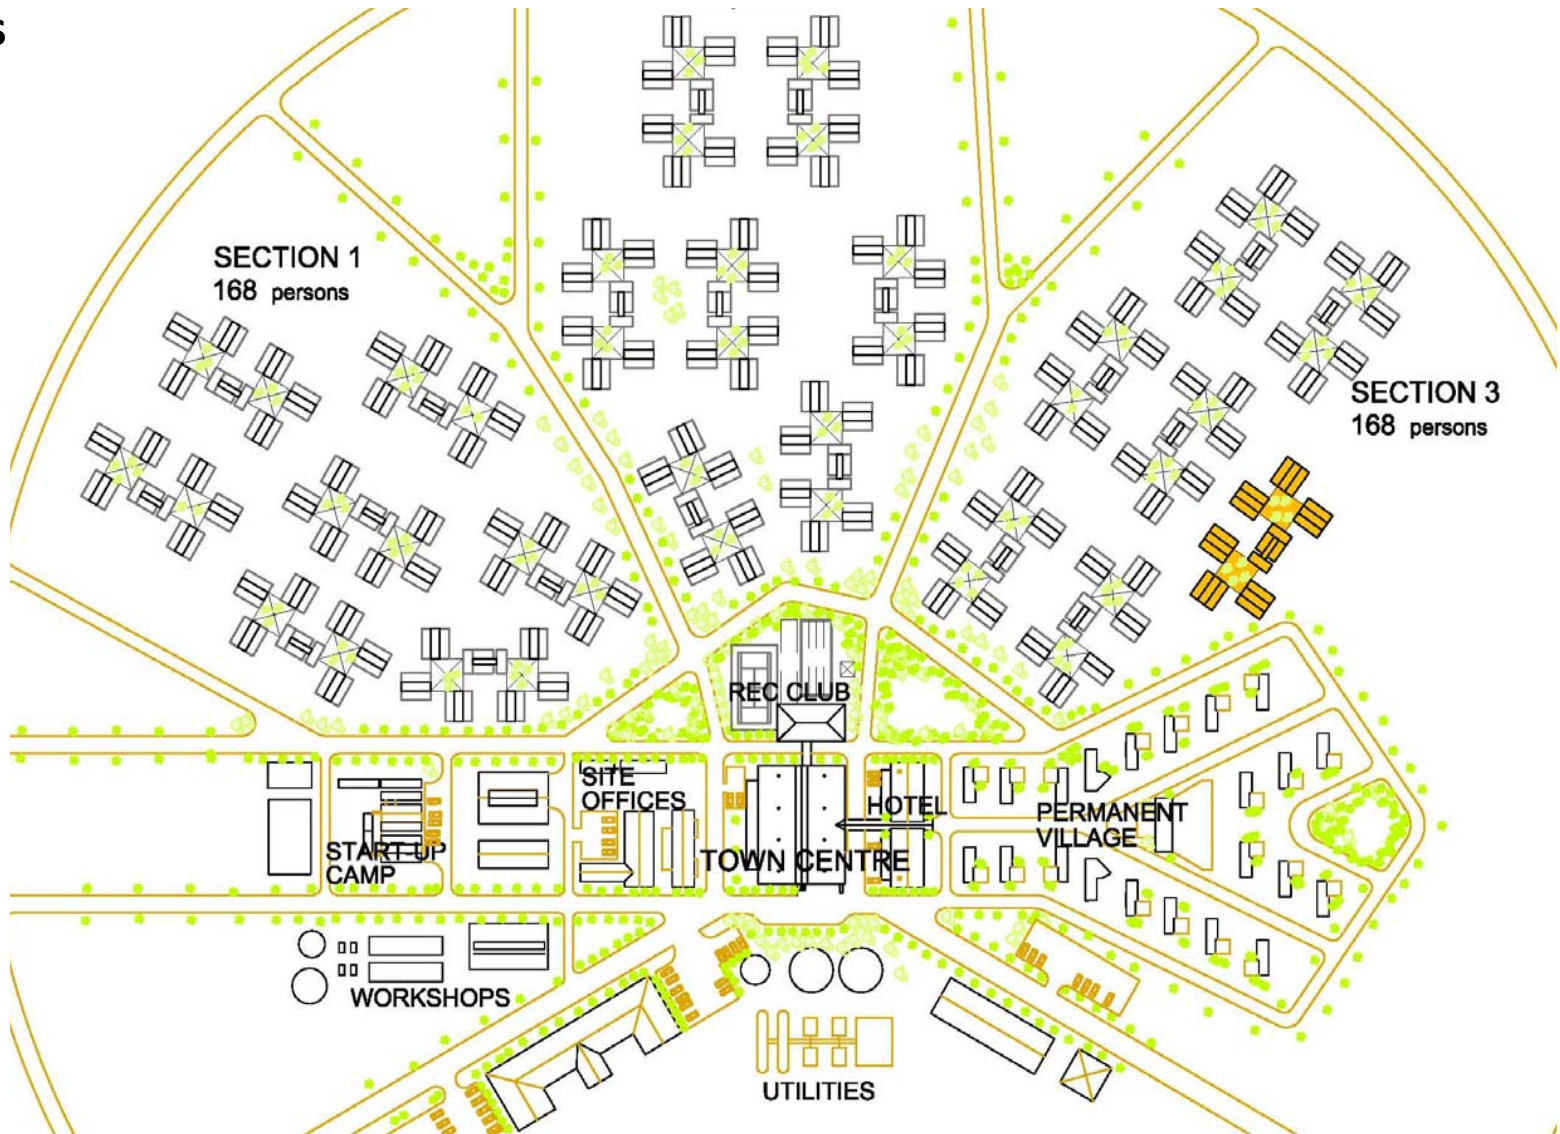 s
SECTION 1
168 persons
SECTION 3
168 persons
REC CLUB
SITE
OFFICES
HOTEL
PERMANENT
VILLAGE
START UP
CAMP
TOWN CENTRE
WORKSHOPS
UTILITIES